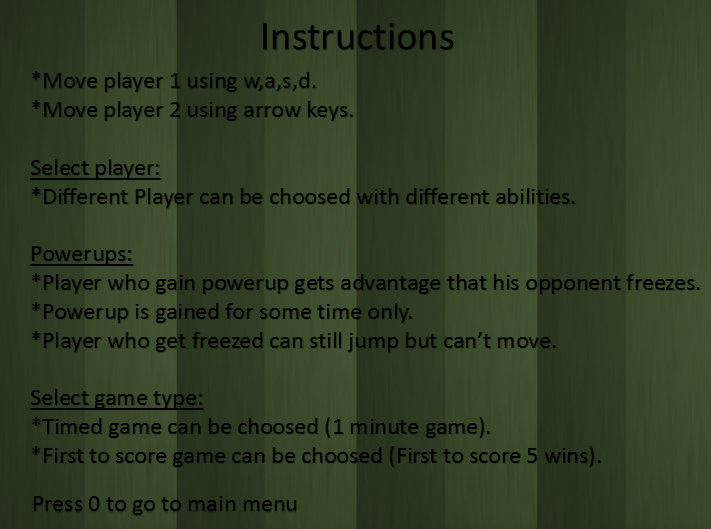 Instructions
*Move player 1 using w,a,s,d.
*Move player 2 using arrow keys.
Select player:
*Different Player can be choosed with different abilities.
Powerups:
*Player who gain powerup gets advantage that his opponent freezes.
*Powerup is gained for some time only.
*Player who get freezed can still jump but can’t move.
Select game type:
*Timed game can be choosed (1 minute game).
*First to score game can be choosed (First to score 5 wins).
Press 0 to go to main menu